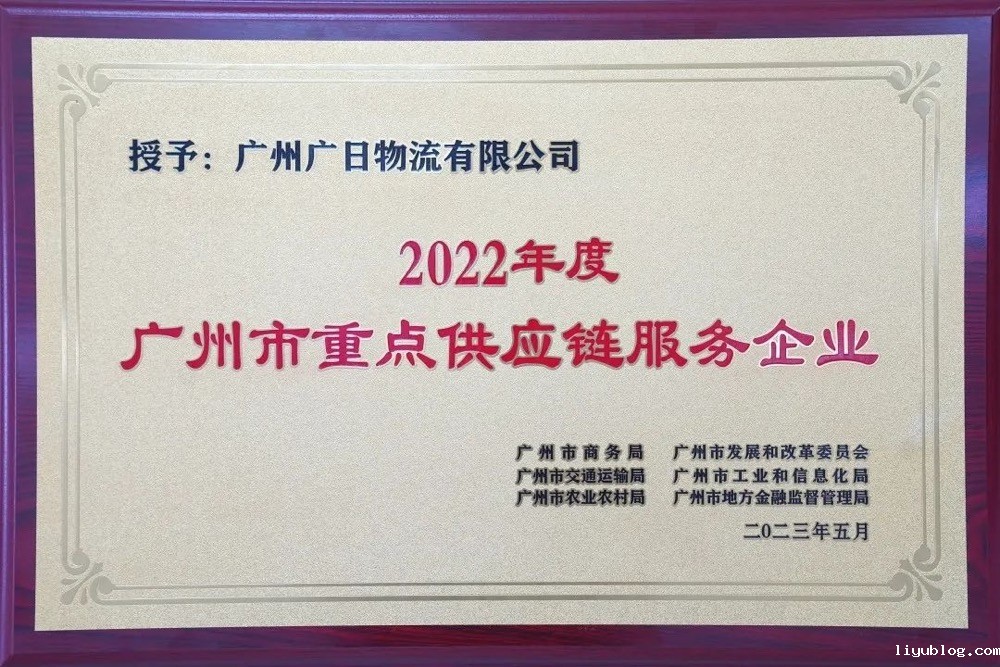 授予：广州广日物流有限公司
2022年度
广州市重点供应链服务企业
广州市商务局 广州市发展和改革委员会
广州市交通运输局 广州市工业和信息化局
广州市农业农村局 广州市地方金融监督管理局
二〇二三年五月
liyublog.com